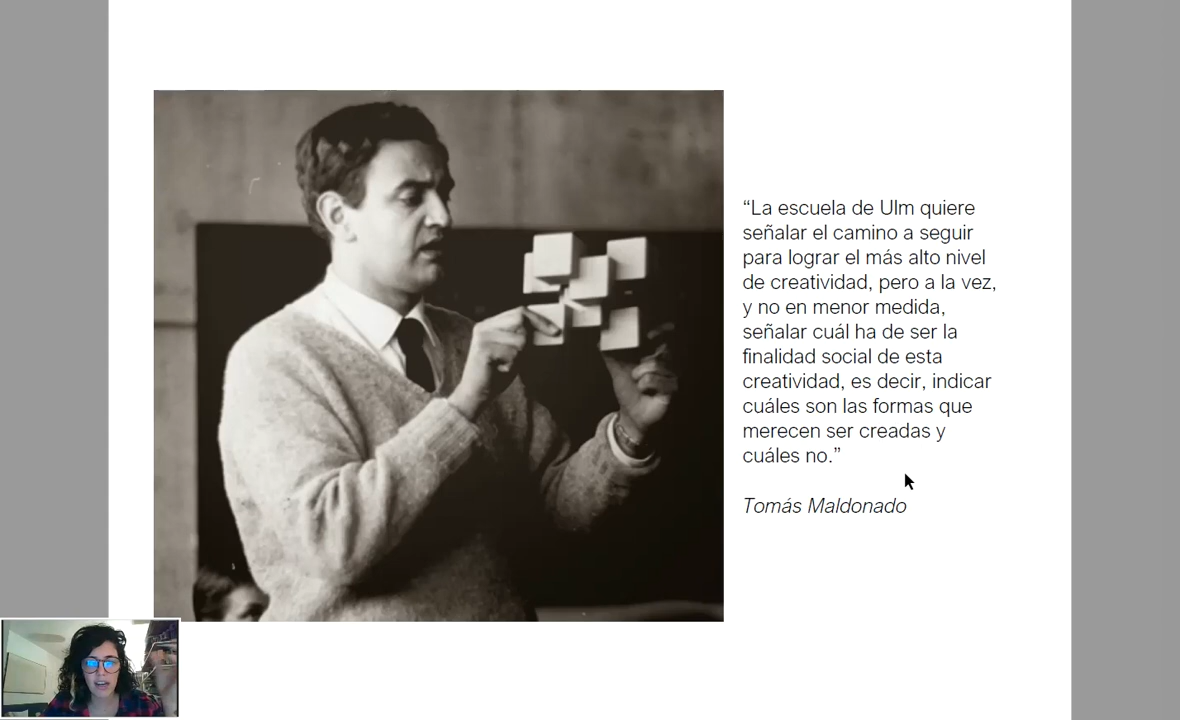 “La escuela de Ulm quiere
señalar el camino a seguir
para lograr el más alto nivel
de creatividad, pero a la vez,
y no en menor medida,
señalar cuál ha de ser la
finalidad social de esta
creatividad, es decir, indicar
cuáles son las formas que
merecen ser creadas y
cuáles no.”
Tomás Maldonado